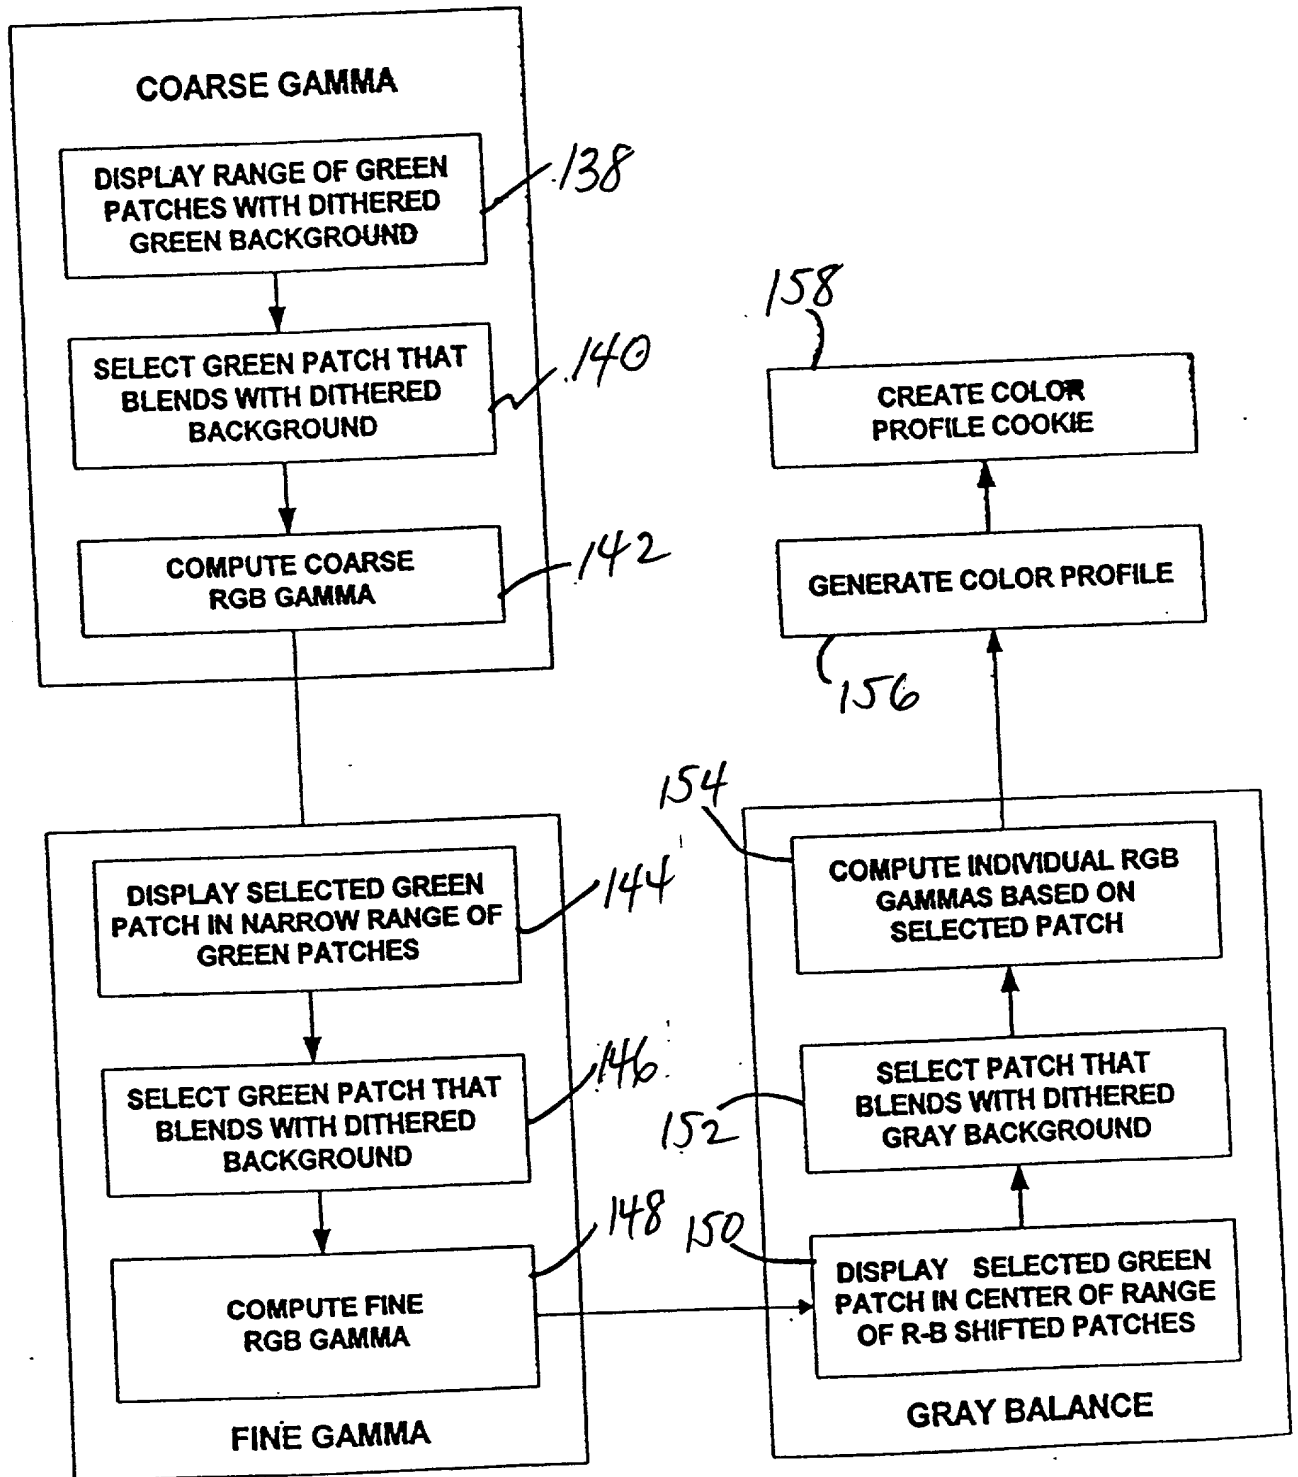 COARSE GAMMA
DISPLAY RANGE OF GREEN
PATCHES WITH DITHERED
GREEN BACKGROUND
138
SELECT GREEN PATCH THAT
BLENDS WITH DITHERED
BACKGROUND
140
COMPUTE COARSE
RGB GAMMA
142
DISPLAY SELECTED GREEN
PATCH IN NARROW RANGE OF
GREEN PATCHES
144
SELECT GREEN PATCH THAT
BLENDS WITH DITHERED
BACKGROUND
146
COMPUTE FINE
RGB GAMMA
148
FINE GAMMA
150
DISPLAY SELECTED GREEN
PATCH IN CENTER OF RANGE
OF R-B SHIFTED PATCHES
GRAY BALANCE
152
SELECT PATCH THAT
BLENDS WITH DITHERED
GRAY BACKGROUND
154
COMPUTE INDIVIDUAL RGB
GAMMAS BASED ON
SELECTED PATCH
156
GENERATE COLOR PROFILE
158
CREATE COLOR
PROFILE COOKIE